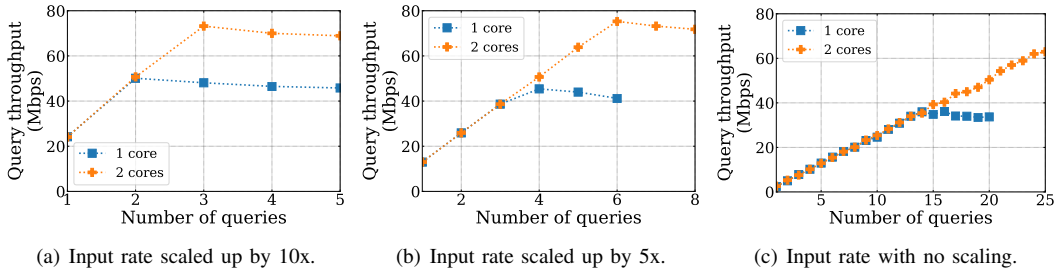 80
60
40
20
0
Query throughput
(Mbps)
1 core
2 cores
1 2 3 4 5
Number of queries
(a) Input rate scaled up by 10x.
80
60
40
20
0
Query throughput
(Mbps)
1 core
2 cores
2 4 6 8
Number of queries
(b) Input rate scaled up by 5x.
80
60
40
20
0
Query throughput
(Mbps)
1 core
2 cores
5 10 15 20 25
Number of queries
(c) Input rate with no scaling.